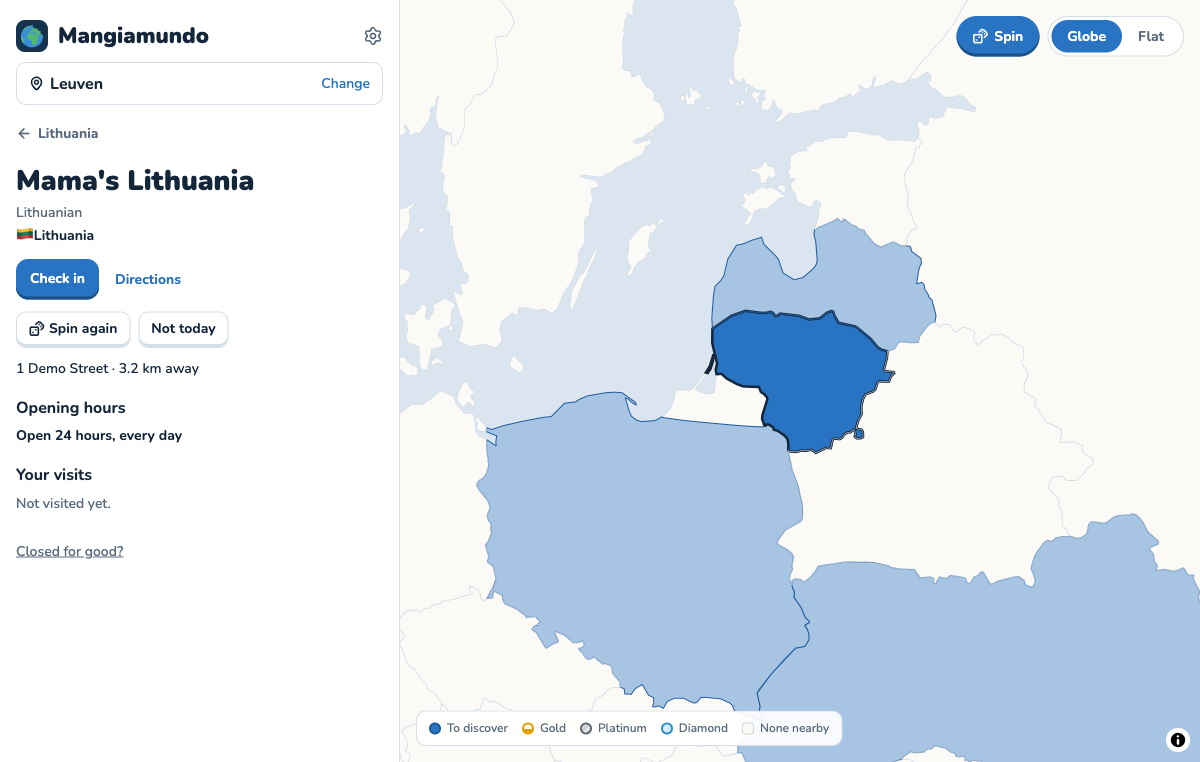 Mangiamundo
Leuven
Change
Lithuania
Mama's Lithuania
Lithuanian
Lithuania
Check in
Directions
Spin again
Not today
1 Demo Street · 3.2 km away
Opening hours
Open 24 hours, every day
Your visits
Not visited yet.
Closed for good?
Spin
Globe
Flat
To discover
Gold
Platinum
Diamond
None nearby